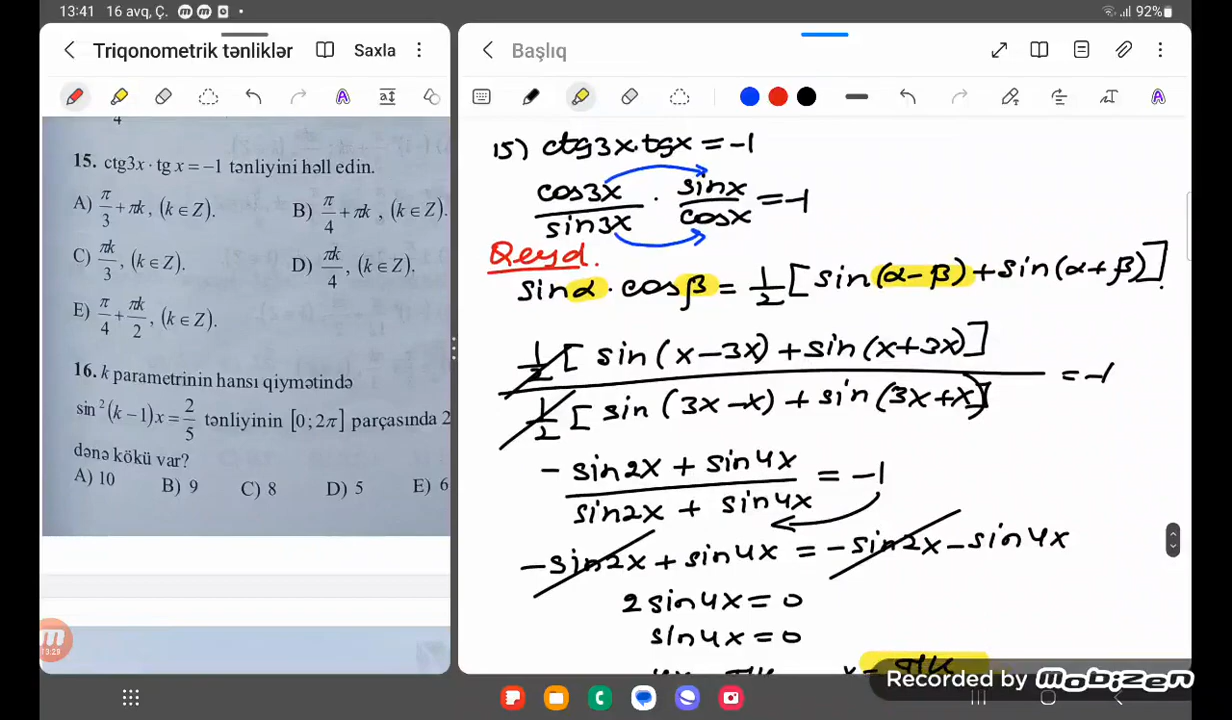 13:41 16 avq, Ç. 92%
Triqonometrik tənliklər Saxla
Başlıq
15. ctg3x · tg x = −1 tənliyini həll edin.
A) π/3 + πk, (k ∈ Z). B) π/4 + πk, (k ∈ Z).
C) πk/3, (k ∈ Z). D) πk/4, (k ∈ Z).
E) π/4 + πk/2, (k ∈ Z).
16. k parametrinin hansı qiymətində
sin²(k−1)x = 2/5 tənliyinin [0; 2π] parçasında 2
dənə kökü var?
A) 10 B) 9 C) 8 D) 5 E) 6
13:29
15) ctg3x·tgx = -1
cos3x/sin3x · sinx/cosx = -1
Qeyd.
sinα · cosβ = 1/2 [sin(α-β) + sin(α+β)].
1/2 [sin(x-3x) + sin(x+3x)] / 1/2 [sin(3x-x) + sin(3x+x)] = -1
-sin2x + sin4x / sin2x + sin4x = -1
-sin2x + sin4x = -sin2x - sin4x
2sin4x = 0
sin4x = 0
Recorded by mobizen